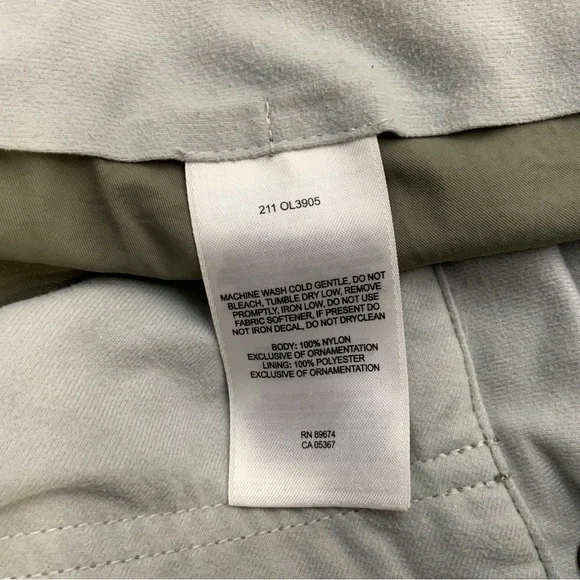 211 OL3905
MACHINE WASH COLD GENTLE, DO NOT
BLEACH, TUMBLE DRY LOW, REMOVE
PROMPTLY, IRON LOW, DO NOT USE
FABRIC SOFTENER, IF PRESENT DO
NOT IRON DECAL, DO NOT DRYCLEAN
BODY: 100% NYLON
EXCLUSIVE OF ORNAMENTATION
LINING: 100% POLYESTER
EXCLUSIVE OF ORNAMENTATION
RN 89674
CA 05367